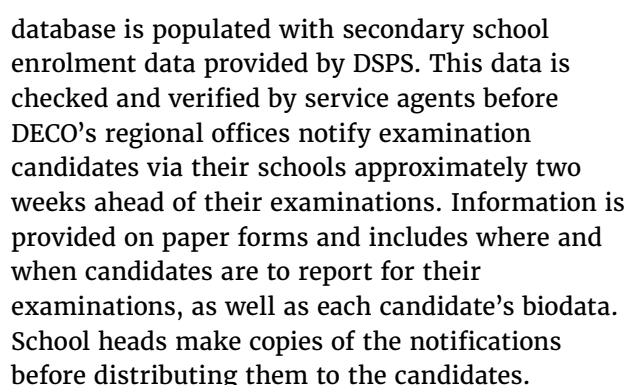 database is populated with secondary school
enrolment data provided by DSPS. This data is
checked and verified by service agents before
DECO’s regional offices notify examination
candidates via their schools approximately two
weeks ahead of their examinations. Information is
provided on paper forms and includes where and
when candidates are to report for their
examinations, as well as each candidate’s biodata.
School heads make copies of the notifications
before distributing them to the candidates.